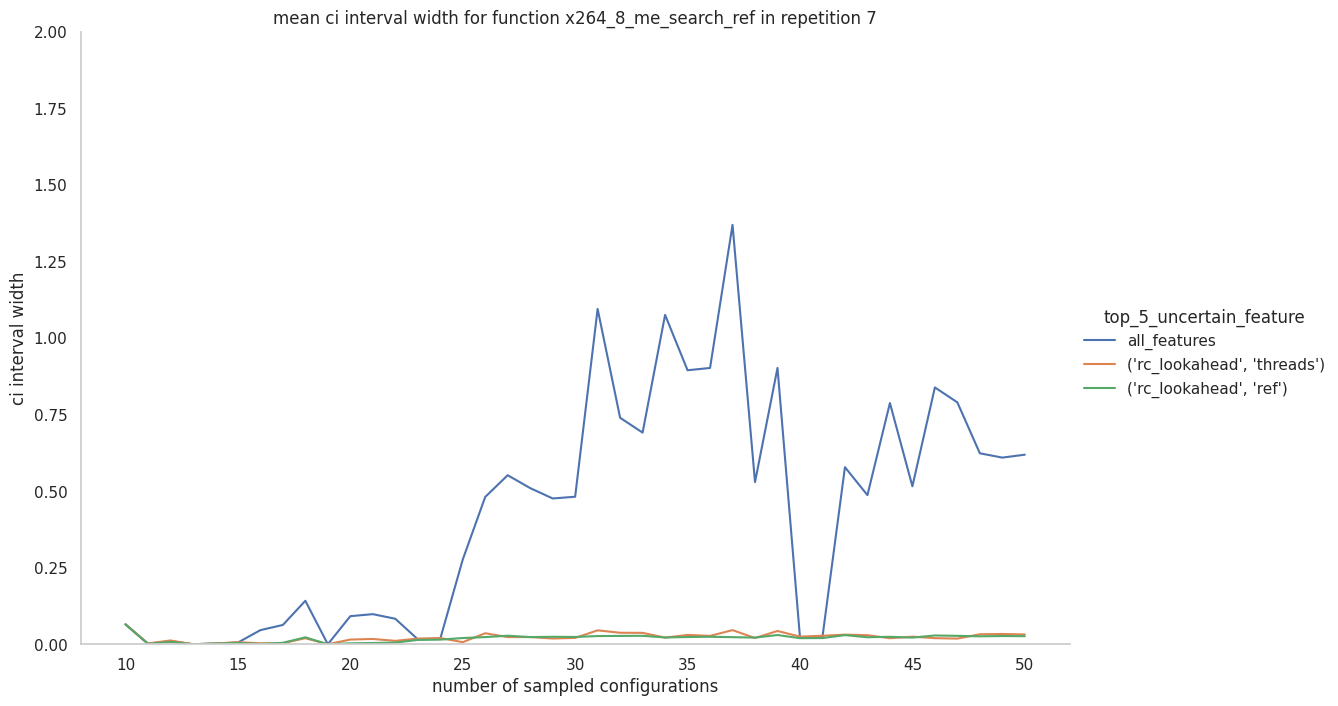 mean ci interval width for function x264_8_me_search_ref in repetition 7
2.00
1.75
1.50
1.25
1.00
0.75
0.50
0.25
0.00
ci interval width
10 15 20 25 30 35 40 45 50
number of sampled configurations
top_5_uncertain_feature
all_features
('rc_lookahead', 'threads')
('rc_lookahead', 'ref')